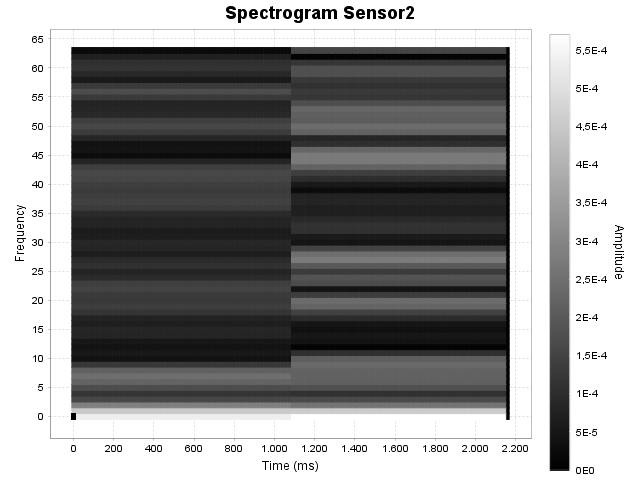 Spectrogram Sensor2
65
60
55
50
45
40
35
30
25
20
15
10
5
0
Frequency
0 200 400 600 800 1.000 1.200 1.400 1.600 1.800 2.000 2.200
Time (ms)
5,5E-4
5E-4
4,5E-4
4E-4
3,5E-4
3E-4
2,5E-4
2E-4
1,5E-4
1E-4
5E-5
0E0
Amplitude